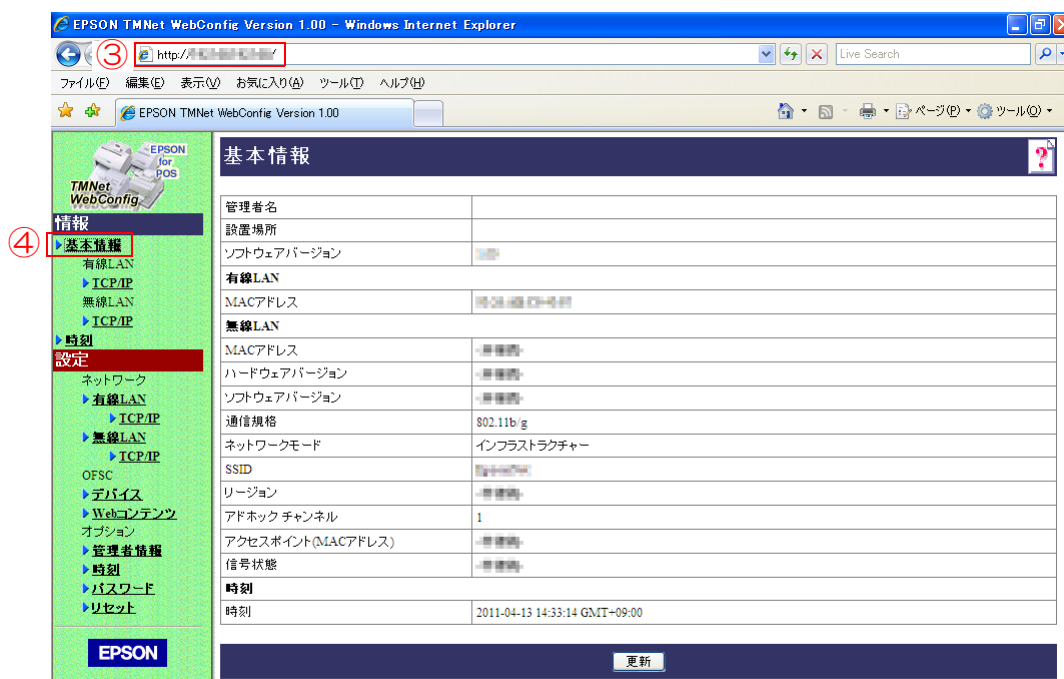 EPSON TMNet WebConfig Version 1.00 - Windows Internet Explorer
③
http://
Live Search
ファイル(F) 編集(E) 表示(V) お気に入り(A) ツール(T) ヘルプ(H)
EPSON TMNet WebConfig Version 1.00
ページ(P) ツール(O)
EPSON
for
POS
TMNet
WebConfig
情報
④
基本情報
有線LAN
TCP/IP
無線LAN
TCP/IP
時刻
設定
ネットワーク
有線LAN
TCP/IP
無線LAN
TCP/IP
OFSC
デバイス
Webコンテンツ
オプション
管理者情報
時刻
パスワード
リセット
EPSON
基本情報
?
管理者名
設置場所
ソフトウェアバージョン
有線LAN
MACアドレス
無線LAN
MACアドレス
ハードウェアバージョン
ソフトウェアバージョン
通信規格 802.11b/g
ネットワークモード インフラストラクチャー
SSID
リージョン
アドホック チャンネル 1
アクセスポイント(MACアドレス)
信号状態
時刻
時刻 2011-04-13 14:33:14 GMT+09:00
更新